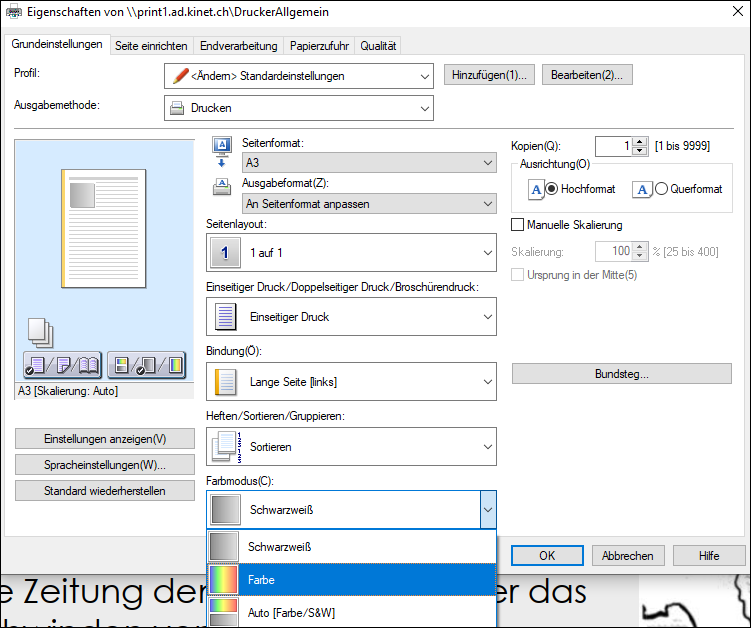 Eigenschaften von \\print1.ad.kinet.ch\DruckerAllgemein
Grundeinstellungen Seite einrichten Endverarbeitung Papierzufuhr Qualität
Profil: <Ändern> Standardeinstellungen Hinzufügen(1)... Bearbeiten(2)...
Ausgabemethode: Drucken
Seitenformat:
A3
Ausgabeformat(Z):
An Seitenformat anpassen
Seitenlayout:
1 1 auf 1
Einseitiger Druck/Doppelseitiger Druck/Broschürendruck:
Einseitiger Druck
Bindung(Ö):
Lange Seite [links]
Heften/Sortieren/Gruppieren:
Sortieren
Farbmodus(C):
Schwarzweiß
Schwarzweiß
Farbe
Auto [Farbe/S&W]
Kopien(Q): 1 [1 bis 9999]
Ausrichtung(O)
A Hochformat A Querformat
Manuelle Skalierung
Skalierung: 100 % [25 bis 400]
Ursprung in der Mitte(5)
Bundsteg...
A3 [Skalierung: Auto]
Einstellungen anzeigen(V)
Spracheinstellungen(W)...
Standard wiederherstellen
OK Abbrechen Hilfe
e Zeitung der er das